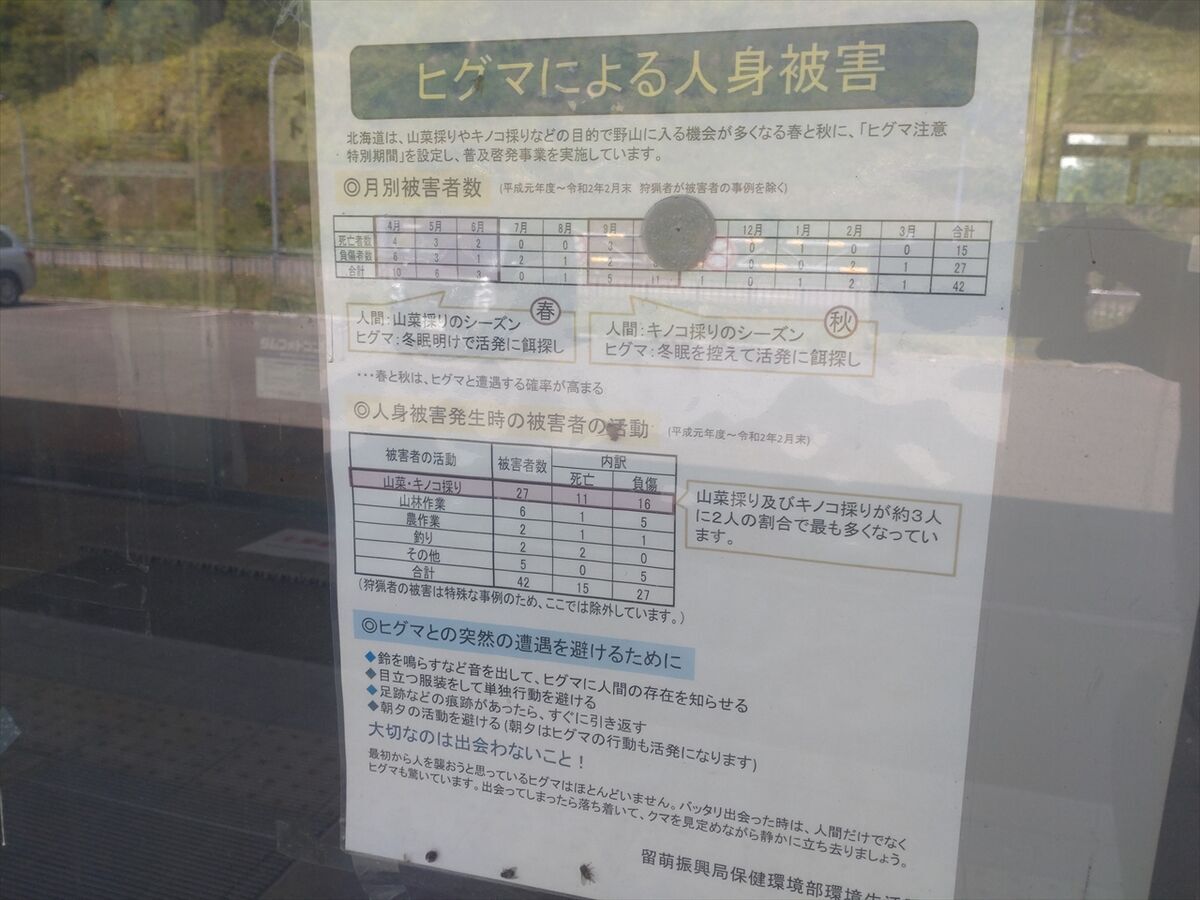 ヒグマによる人身被害
北海道は、山菜採りやキノコ採りなどの目的で野山に入る機会が多くなる春と秋に、「ヒグマ注意
特別期間」を設定し、普及啓発事業を実施しています。
◎月別被害者数 (平成元年度～令和2年2月末 狩猟者が被害者の事例を除く)
4月 5月 6月 7月 8月 9月 12月 1月 2月 3月 合計
死亡者数 4 3 2 0 0 3 0 1 0 0 15
負傷者数 6 3 1 2 1 2 0 0 2 1 27
合計 10 6 3 2 1 5 11 1 0 1 2 1 42
春
人間：山菜採りのシーズン
ヒグマ：冬眠明けで活発に餌探し
秋
人間：キノコ採りのシーズン
ヒグマ：冬眠を控えて活発に餌探し
・・・春と秋は、ヒグマと遭遇する確率が高まる
◎人身被害発生時の被害者の活動 (平成元年度～令和2年2月末)
被害者の活動 被害者数 内訳
死亡 負傷
山菜・キノコ採り 27 11 16
山林作業 6 1 5
農作業 2 1 1
釣り 2 2 0
その他 5 0 5
合計 42 15 27
山菜採り及びキノコ採りが約３人
に２人の割合で最も多くなってい
ます。
(狩猟者の被害は特殊な事例のため、ここでは除外しています。)
◎ヒグマとの突然の遭遇を避けるために
◆鈴を鳴らすなど音を出して、ヒグマに人間の存在を知らせる
◆目立つ服装をして単独行動を避ける
◆足跡などの痕跡があったら、すぐに引き返す
◆朝夕の活動を避ける(朝夕はヒグマの行動も活発になります)
大切なのは出会わないこと！
最初から人を襲おうと思っているヒグマはほとんどいません。バッタリ出会った時は、人間だけでなく
ヒグマも驚いています。出会ってしまったら落ち着いて、クマを見定めながら静かに立ち去りましょう。
留萌振興局保健環境部環境生活